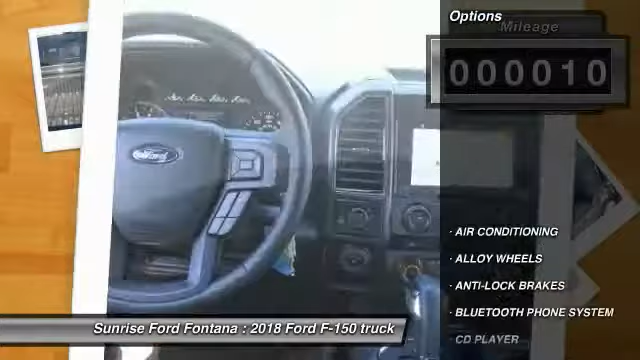 Options
Mileage
000010
Ford
· AIR CONDITIONING
· ALLOY WHEELS
· ANTI-LOCK BRAKES
· BLUETOOTH PHONE SYSTEM
· CD PLAYER
Sunrise Ford Fontana : 2018 Ford F-150 truck